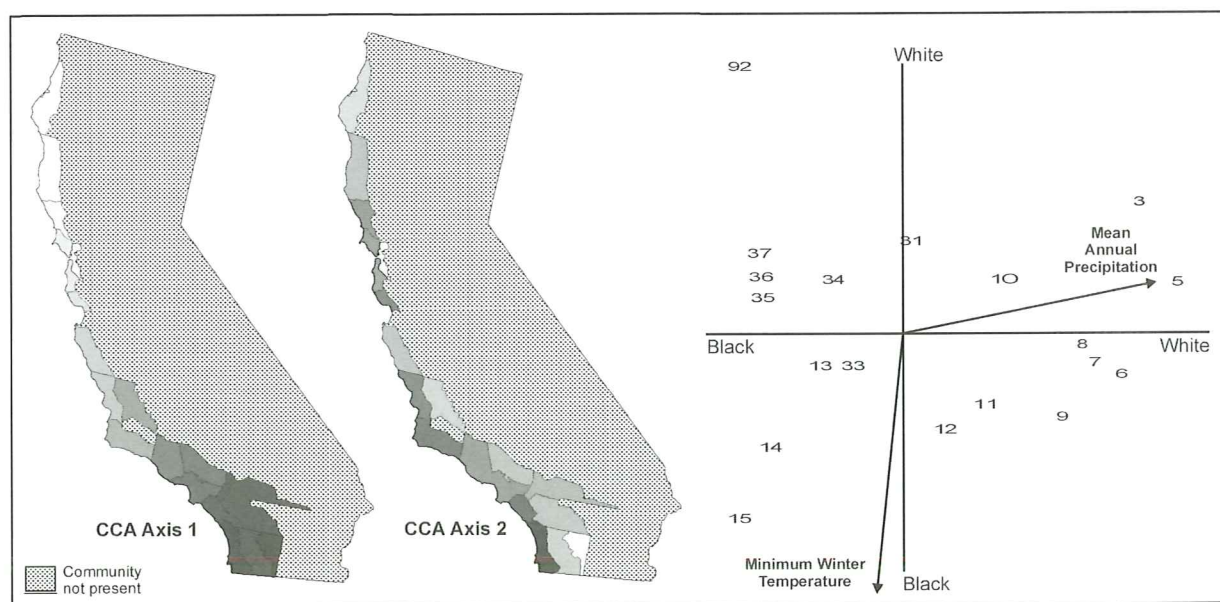 CCA Axis 1
Community
not present
CCA Axis 2
White
92
3
Mean
Annual
Precipitation
31
37
36
34
10
5
35
Black
White
8
13
33
7
6
11
9
12
14
15
Minimum Winter
Temperature
Black